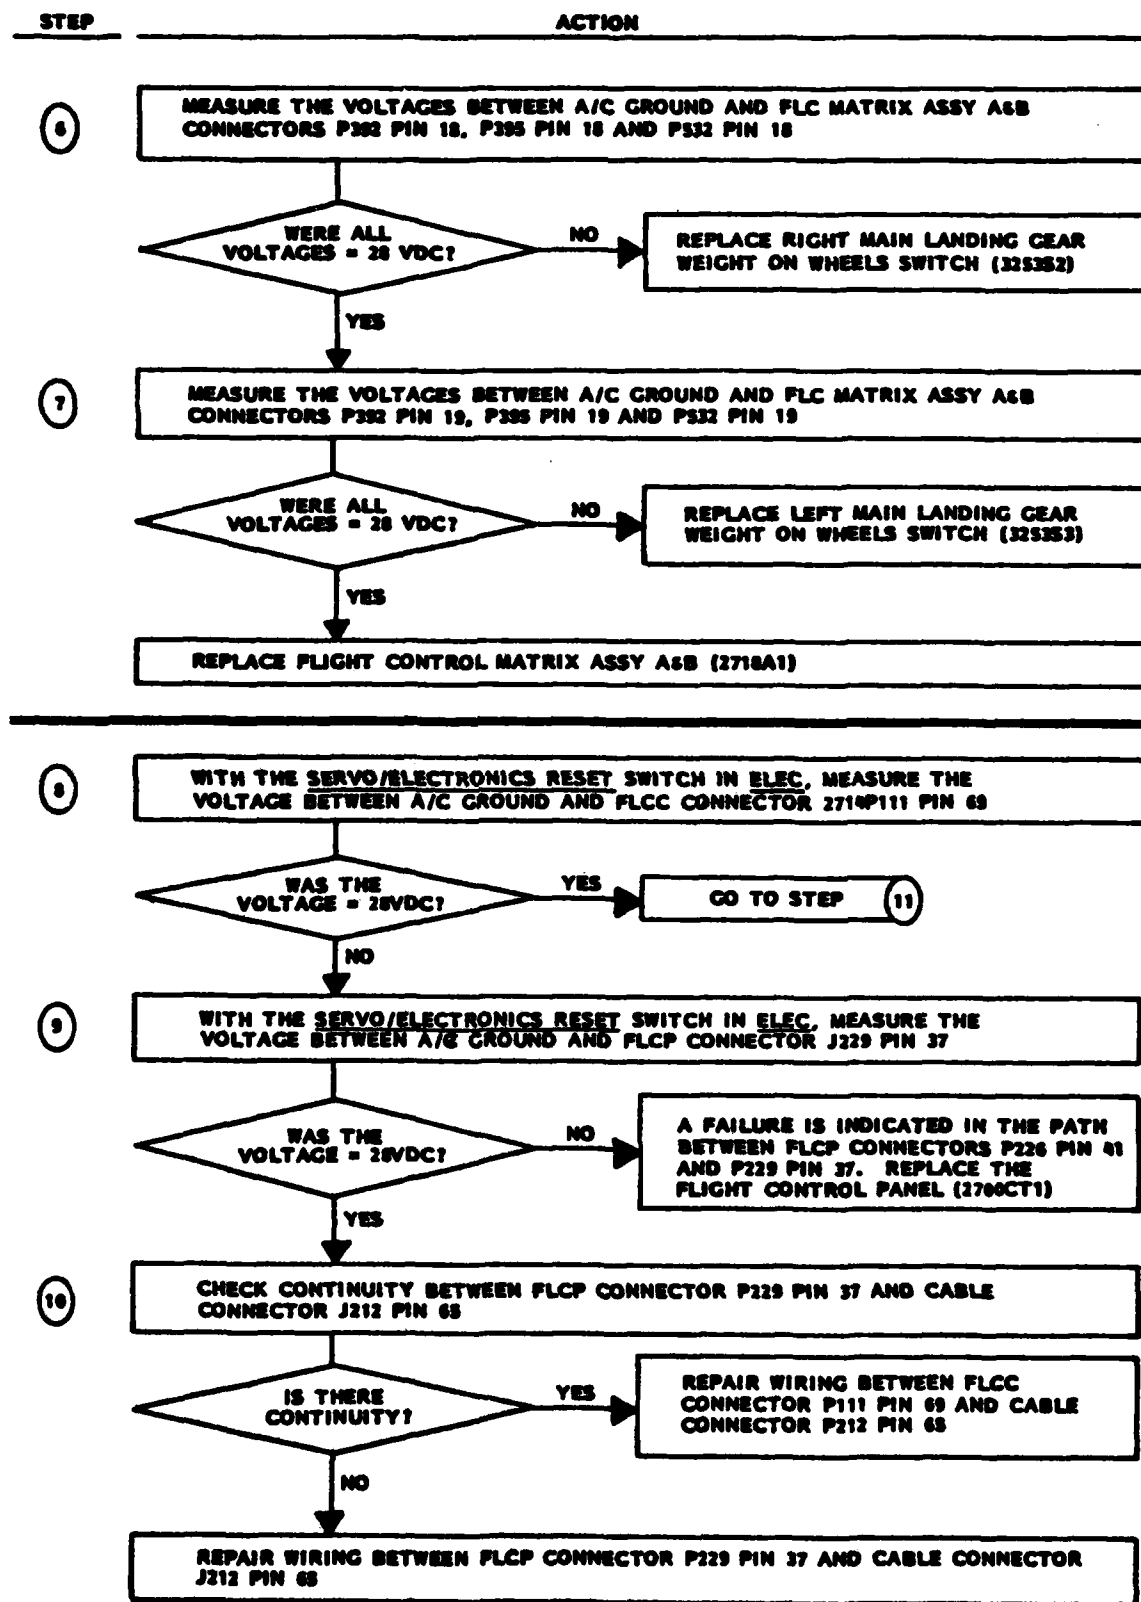 STEP ACTION
6
MEASURE THE VOLTAGES BETWEEN A/C GROUND AND FLC MATRIX ASSY A&B
CONNECTORS P392 PIN 18, P395 PIN 18 AND P532 PIN 18
WERE ALL
VOLTAGES = 28 VDC?
NO
REPLACE RIGHT MAIN LANDING GEAR
WEIGHT ON WHEELS SWITCH (325352)
YES
7
MEASURE THE VOLTAGES BETWEEN A/C GROUND AND FLC MATRIX ASSY A&B
CONNECTORS P392 PIN 19, P395 PIN 19 AND P532 PIN 19
WERE ALL
VOLTAGES = 28 VDC?
NO
REPLACE LEFT MAIN LANDING GEAR
WEIGHT ON WHEELS SWITCH (325353)
YES
REPLACE FLIGHT CONTROL MATRIX ASSY A&B (2718A1)
8
WITH THE SERVO/ELECTRONICS RESET SWITCH IN ELEC, MEASURE THE
VOLTAGE BETWEEN A/C GROUND AND FLCC CONNECTOR 2714P111 PIN 69
WAS THE
VOLTAGE = 28VDC?
YES
GO TO STEP 11
NO
9
WITH THE SERVO/ELECTRONICS RESET SWITCH IN ELEC, MEASURE THE
VOLTAGE BETWEEN A/C GROUND AND FLCP CONNECTOR J229 PIN 37
WAS THE
VOLTAGE = 28VDC?
NO
A FAILURE IS INDICATED IN THE PATH
BETWEEN FLCP CONNECTORS P226 PIN 41
AND P229 PIN 37. REPLACE THE
FLIGHT CONTROL PANEL (2700CT1)
YES
10
CHECK CONTINUITY BETWEEN FLCP CONNECTOR P229 PIN 37 AND CABLE
CONNECTOR J212 PIN 65
IS THERE
CONTINUITY?
YES
REPAIR WIRING BETWEEN FLCC
CONNECTOR P111 PIN 69 AND CABLE
CONNECTOR P212 PIN 65
NO
REPAIR WIRING BETWEEN FLCP CONNECTOR P229 PIN 37 AND CABLE CONNECTOR
J212 PIN 65